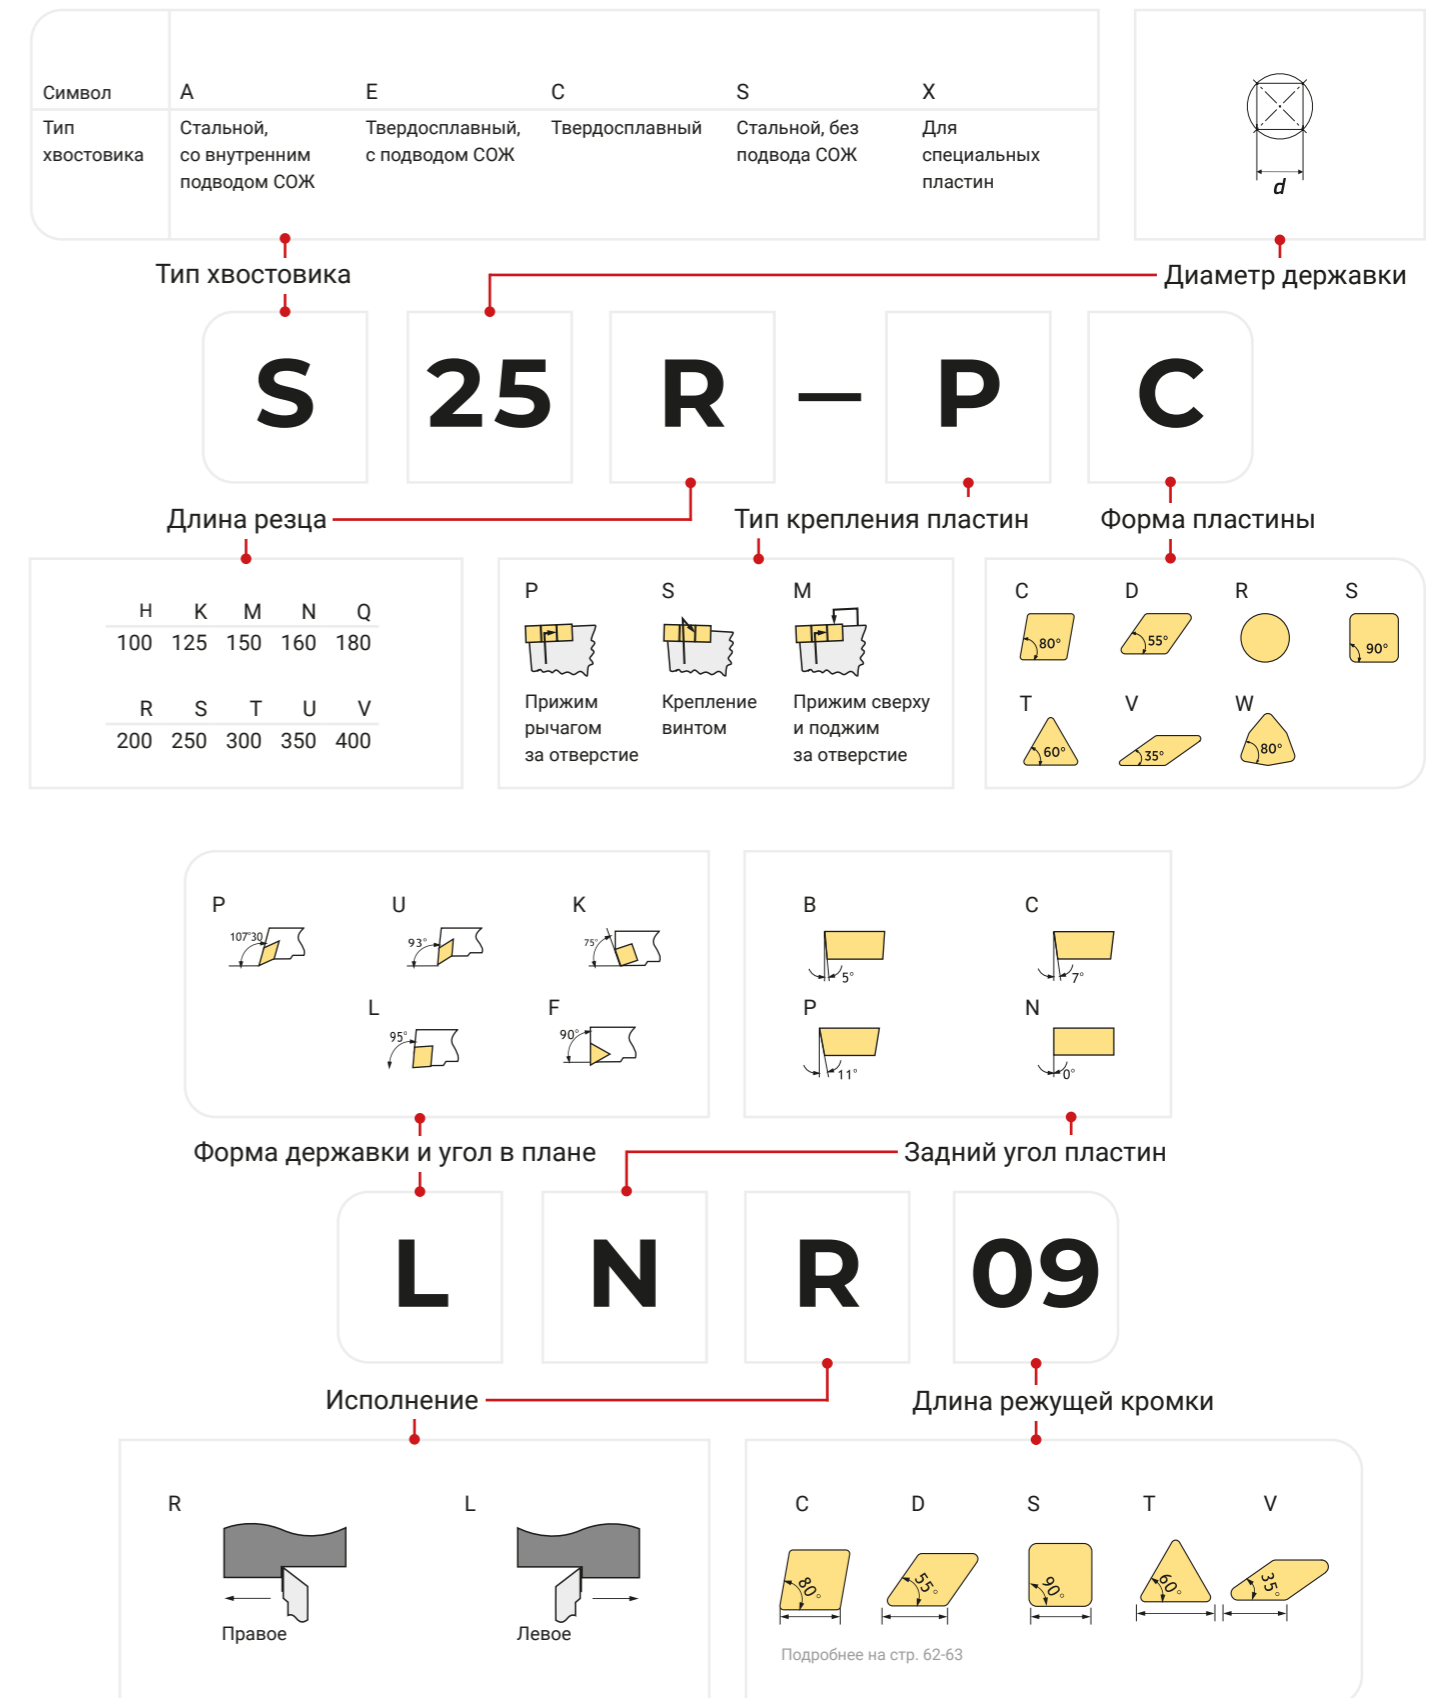 Символ A E C S X
Тип хвостовика
Стальной, со внутренним подводом СОЖ
Твердосплавный, с подводом СОЖ
Твердосплавный
Стальной, без подвода СОЖ
Для специальных пластин
d
Тип хвостовика
Диаметр державки
S 25 R — P C
Длина резца
Тип крепления пластин
Форма пластины
H K M N Q
100 125 150 160 180
R S T U V
200 250 300 350 400
P S M
Прижим рычагом за отверстие
Крепление винтом
Прижим сверху и поджим за отверстие
C D R S
80° 55° 90°
T V W
60° 35° 80°
P U K
107°30 93° 75°
L F
95° 90°
B C
5° 7°
P N
11° 0°
Форма державки и угол в плане
Задний угол пластин
L N R 09
Исполнение
Длина режущей кромки
R L
Правое Левое
C D S T V
80° 55° 90° 60° 35°
Подробнее на стр. 62-63